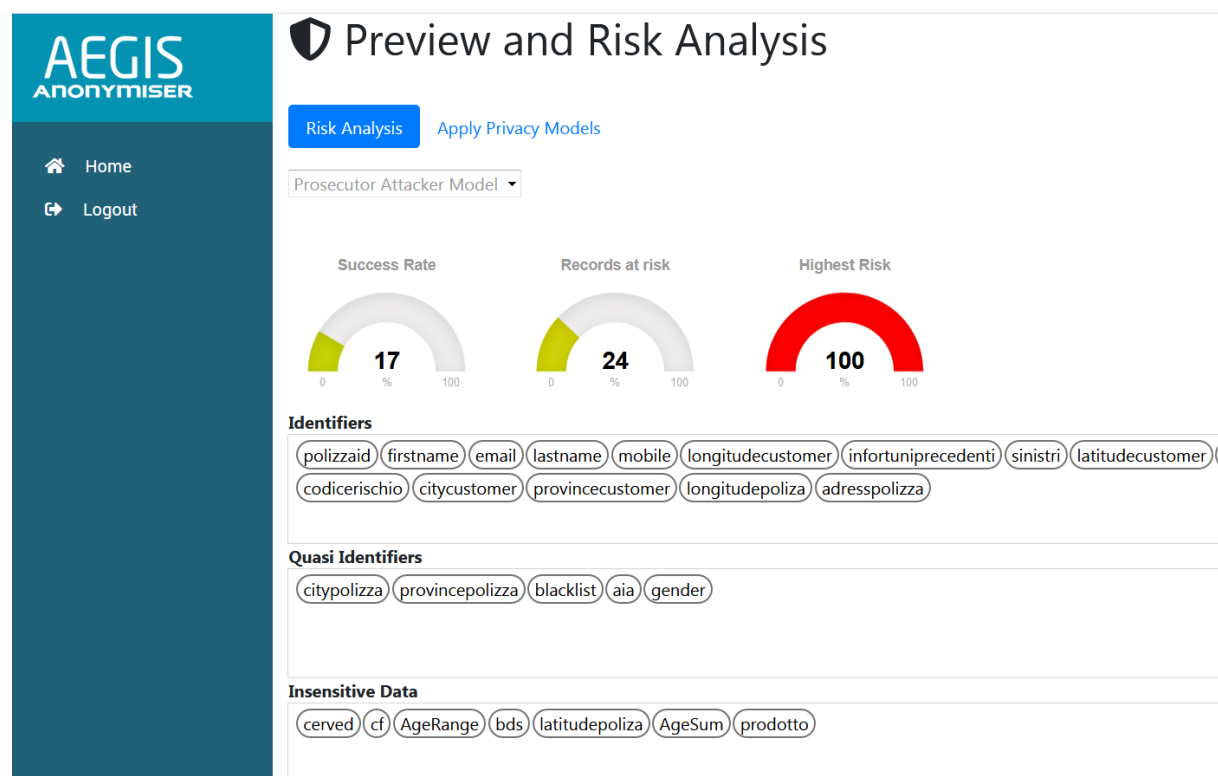 AEGIS
ANONYMISER
Home
Logout
Preview and Risk Analysis
Risk Analysis Apply Privacy Models
Prosecutor Attacker Model
Success Rate Records at risk Highest Risk
17 24 100
0 % 100 0 % 100 0 % 100
Identifiers
polizzaid firstname email lastname mobile longitudecustomer infortuniprecedenti sinistri latitudecustomer
codicerischio citycustomer provincecustomer longitudepoliza adresspolizza
Quasi Identifiers
citypolizza provincepolizza blacklist aia gender
Insensitive Data
cerved cf AgeRange bds latitudepoliza AgeSum prodotto